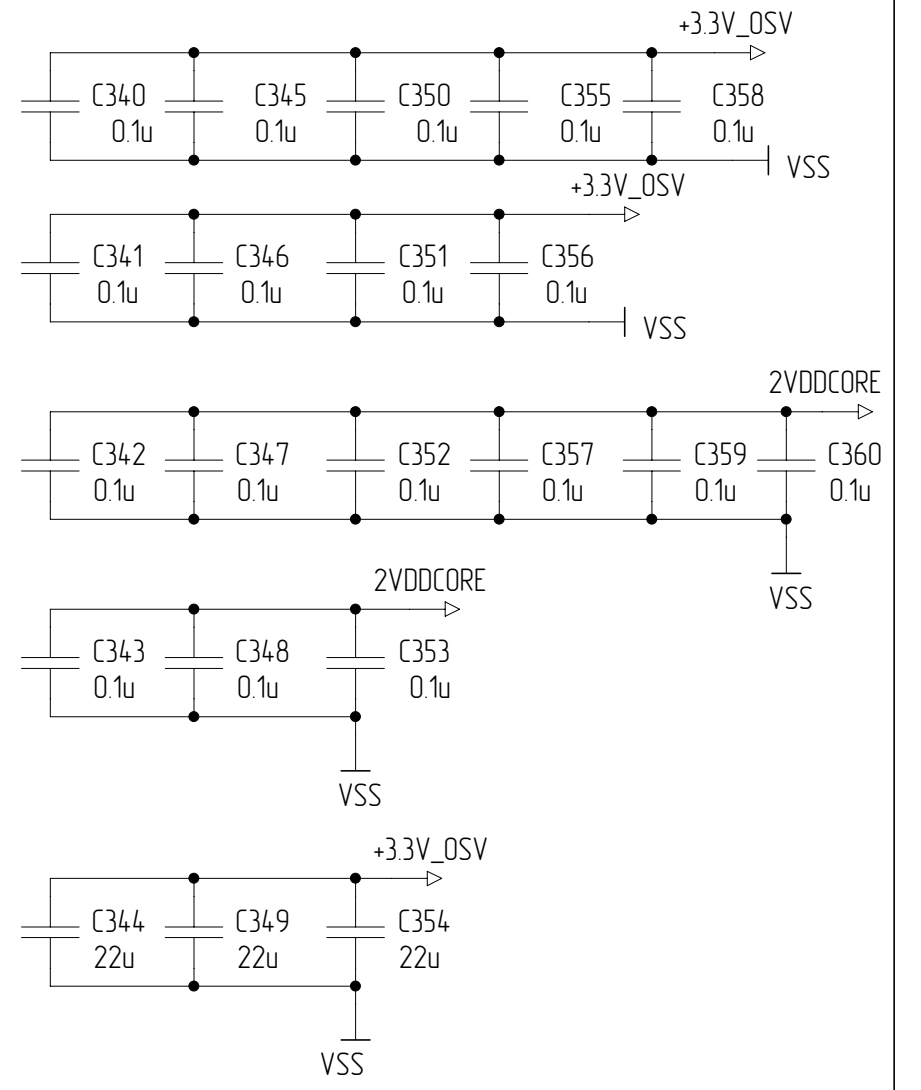 +3.3V_OSV
C340 C345 C350 C355 C358
0.1u 0.1u 0.1u 0.1u 0.1u
VSS
+3.3V_OSV
C341 C346 C351 C356
0.1u 0.1u 0.1u 0.1u
VSS
2VDDCORE
C342 C347 C352 C357 C359 C360
0.1u 0.1u 0.1u 0.1u 0.1u 0.1u
VSS
2VDDCORE
C343 C348 C353
0.1u 0.1u 0.1u
VSS
+3.3V_OSV
C344 C349 C354
22u 22u 22u
VSS